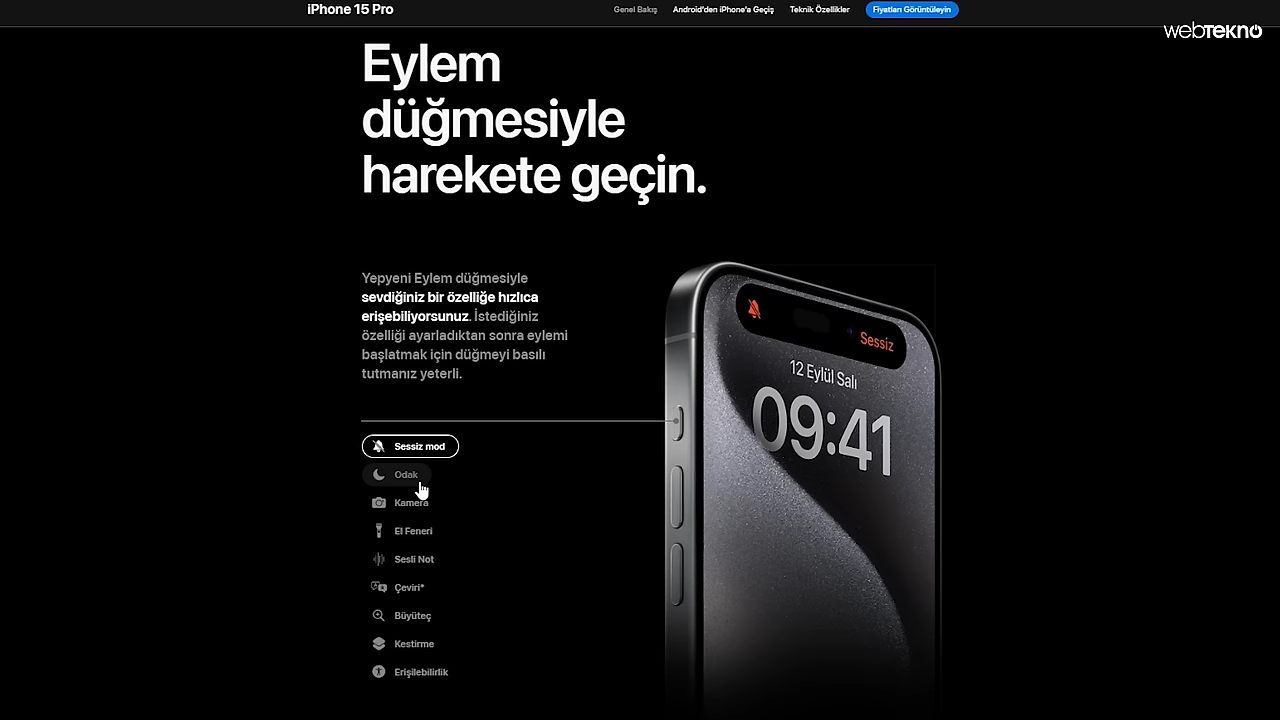 iPhone 15 Pro
Genel Bakış
Android'den iPhone'a Geçiş
Teknik Özellikler
Fiyatları Görüntüleyin
webTEKNO
Eylem
düğmesiyle
harekete geçin.
Yepyeni Eylem düğmesiyle
sevdiğiniz bir özelliğe hızlıca
erişebiliyorsunuz. İstediğiniz
özelliği ayarladıktan sonra eylemi
başlatmak için düğmeyi basılı
tutmanız yeterli.
Sessiz
12 Eylül Salı
09:41
Sessiz mod
Odak
Kamera
El Feneri
Sesli Not
Çeviri*
Büyüteç
Kestirme
Erişilebilirlik